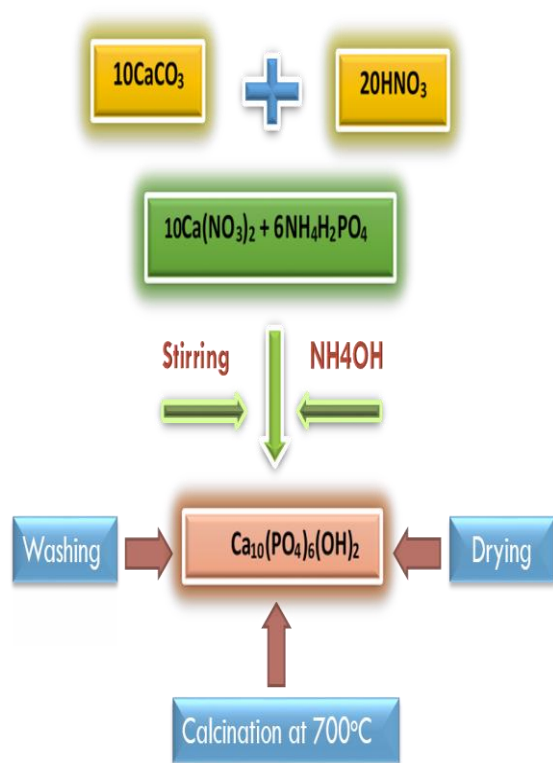 10CaCO₃
20HNO₃
10Ca(NO₃)₂ + 6NH₄H₂PO₄
Stirring
NH4OH
Ca₁₀(PO₄)₆(OH)₂
Washing
Drying
Calcination at 700°C